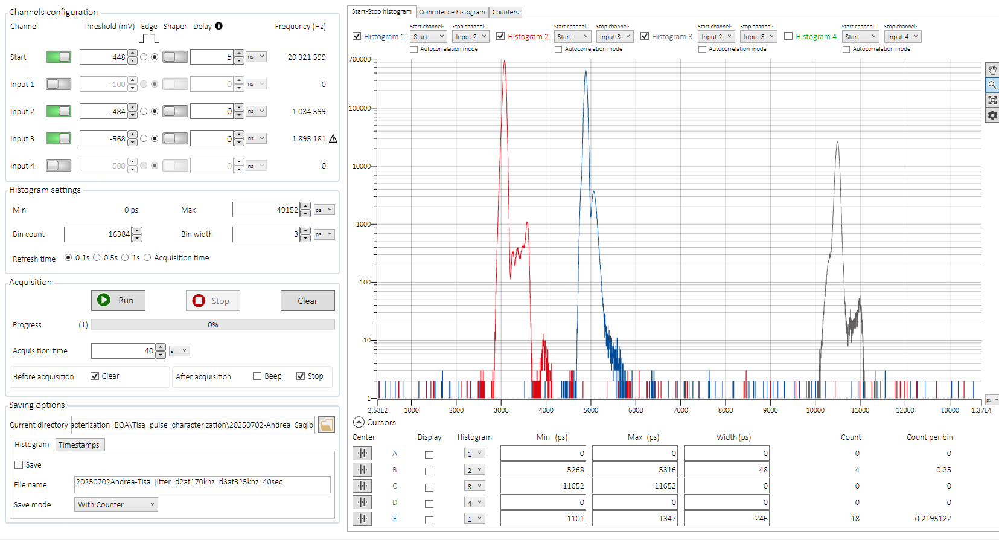 Channels configuration
Channel Threshold (mV) Edge Shaper Delay Frequency (Hz)
Start 448 5 ns 20 321 599
Input 1 -100 0 ns 0
Input 2 -484 0 ns 1 034 599
Input 3 -568 0 ns 1 895 181
Input 4 500 0 ns 0
Histogram settings
Min 0 ps Max 49152 ps
Bin count 16384 Bin width 3 ps
Refresh time 0.1s 0.5s 1s Acquisition time
Acquisition
Run Stop Clear
Progress (1) 0%
Acquisition time 40 s
Before acquisition Clear After acquisition Beep Stop
Saving options
Current directory acterization_BOA\Tisa_pulse_characterization\20250702-Andrea_Saqib
Histogram Timestamps
Save
File name 20250702Andrea-Tisa_jitter_d2at170khz_d3at325khz_40sec
Save mode With Counter
Start-Stop histogram Coincidence histogram Counters
Start channel: Stop channel: Start channel: Stop channel: Start channel: Stop channel: Start channel: Stop channel:
Histogram 1: Start Input 2 Histogram 2: Start Input 3 Histogram 3: Input 2 Input 3 Histogram 4: Start Input 4
Autocorrelation mode Autocorrelation mode Autocorrelation mode Autocorrelation mode
700000
100000
10000
1000
100
10
1
ps
2.53E2 1000 2000 3000 4000 5000 6000 7000 8000 9000 10000 11000 12000 13000 1.37E4
Cursors
Center Display Histogram Min (ps) Max (ps) Width (ps) Count Count per bin
A 1 0 0 0 0 0
B 2 5268 5316 48 4 0.25
C 3 11652 11652 0 0 0
D 4 0 0 0 0 0
E 1 1101 1347 246 18 0.2195122